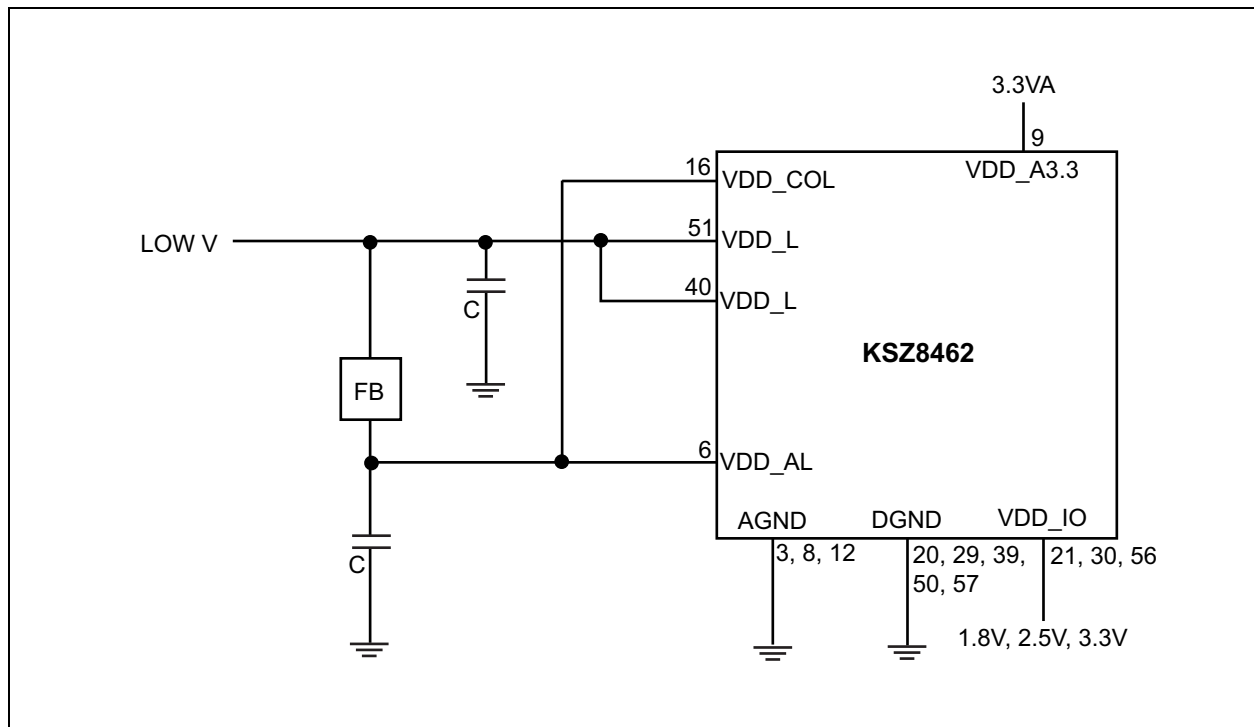 3.3VA
9
VDD_A3.3
16
VDD_COL
51
VDD_L
LOW V
40
VDD_L
C
KSZ8462
FB
6
VDD_AL
AGND
DGND
VDD_IO
3, 8, 12
20, 29, 39,
50, 57
21, 30, 56
C
1.8V, 2.5V, 3.3V